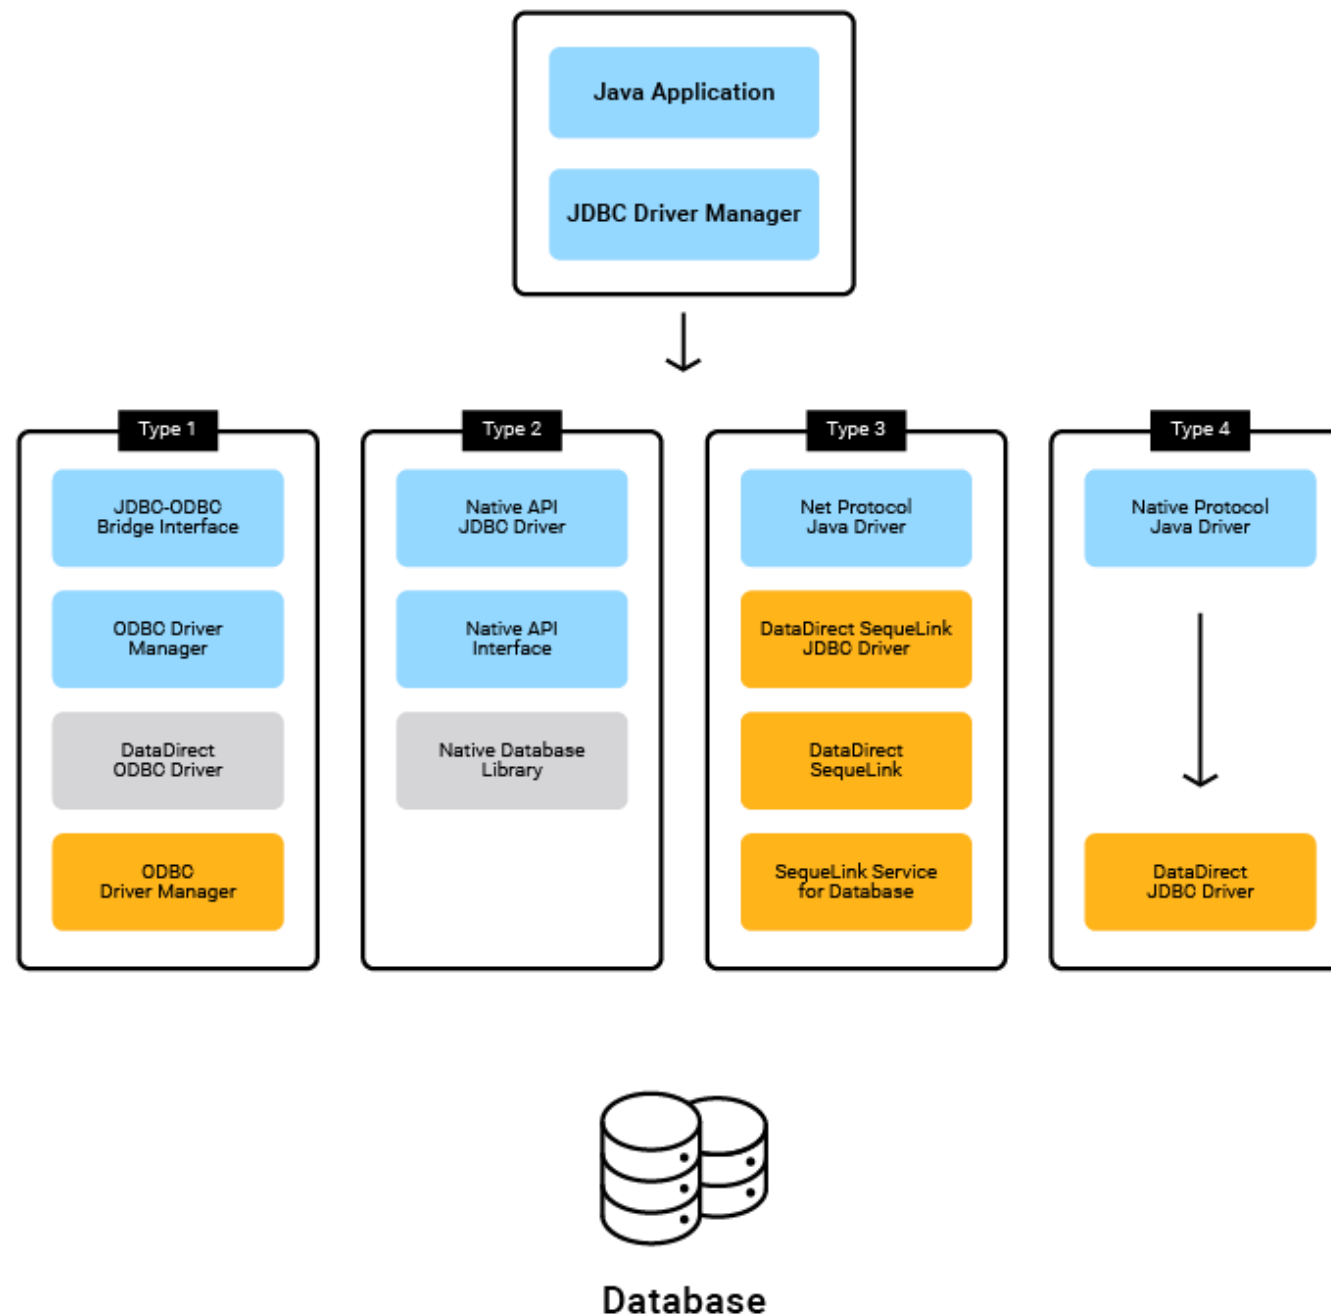 Java Application
JDBC Driver Manager
Type 1
JDBC-ODBC
Bridge Interface
ODBC Driver
Manager
DataDirect
ODBC Driver
ODBC
Driver Manager
Type 2
Native API
JDBC Driver
Native API
Interface
Native Database
Library
Type 3
Net Protocol
Java Driver
DataDirect SequeLink
JDBC Driver
DataDirect
SequeLink
SequeLink Service
for Database
Type 4
Native Protocol
Java Driver
DataDirect
JDBC Driver
Database